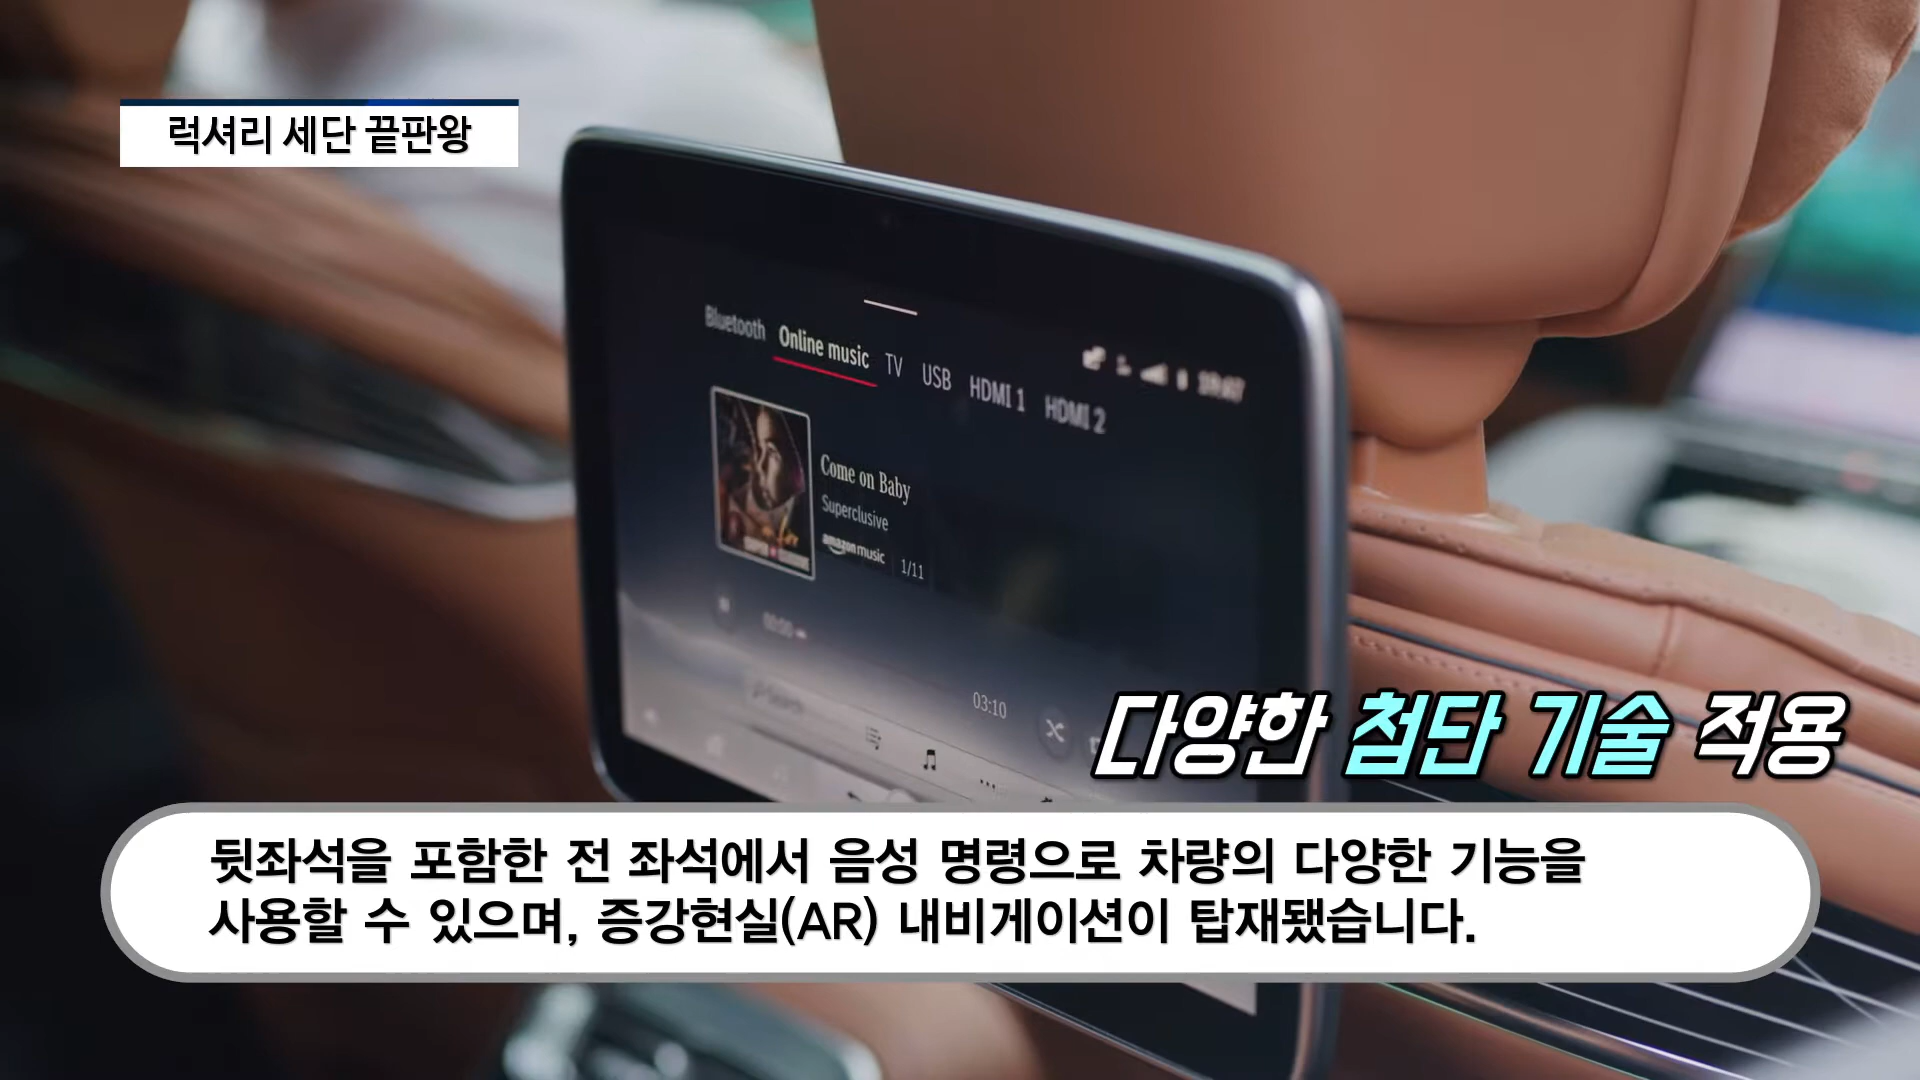 럭셔리 세단 끝판왕
Bluetooth Online music TV USB HDMI 1 HDMI 2
Come on Baby
Superclusive
amazon music 1/11
00:00
03:10
다양한 첨단 기술 적용
뒷좌석을 포함한 전 좌석에서 음성 명령으로 차량의 다양한 기능을
사용할 수 있으며, 증강현실(AR) 내비게이션이 탑재됐습니다.